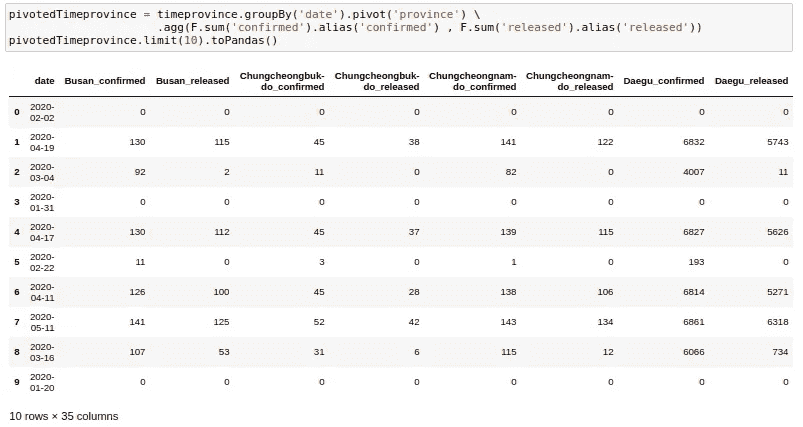 pivotedTimeprovince = timeprovince.groupBy('date').pivot('province') \
.agg(F.sum('confirmed').alias('confirmed') , F.sum('released').alias('released'))
pivotedTimeprovince.limit(10).toPandas()
date Busan_confirmed Busan_released Chungcheongbuk-do_confirmed Chungcheongbuk-do_released Chungcheongnam-do_confirmed Chungcheongnam-do_released Daegu_confirmed Daegu_released
0 2020-02-02 0 0 0 0 0 0 0 0
1 2020-04-19 130 115 45 38 141 122 6832 5743
2 2020-03-04 92 2 11 0 82 0 4007 11
3 2020-01-31 0 0 0 0 0 0 0 0
4 2020-04-17 130 112 45 37 139 115 6827 5626
5 2020-02-22 11 0 3 0 1 0 193 0
6 2020-04-11 126 100 45 28 138 106 6814 5271
7 2020-05-11 141 125 52 42 143 134 6861 6318
8 2020-03-16 107 53 31 6 115 12 6066 734
9 2020-01-20 0 0 0 0 0 0 0 0
10 rows × 35 columns